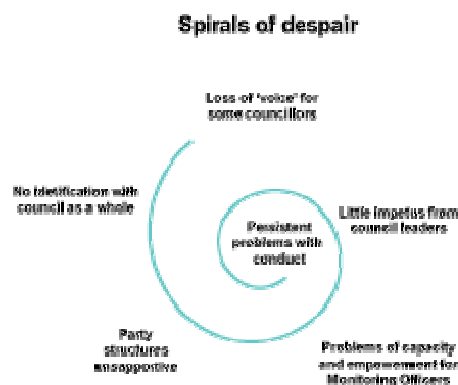 Spirals of despair
Loss of 'voice' for
some councillors
No idetification with
council as a whole
Persistent
problems with
conduct
Little impetus from
council leaders
Party
structures
unsupportive
Problems of capacity
and empowerment for
Monitoring Officers